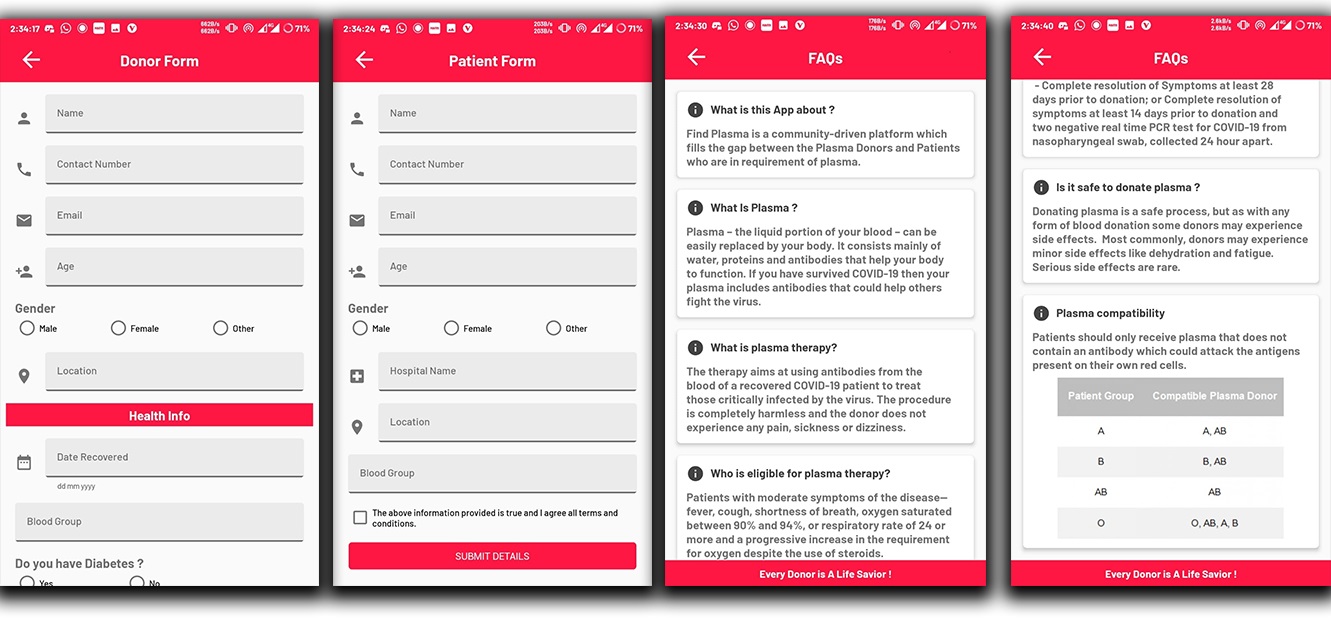 2:34:17
662B/s
662B/s
4G
71%
Donor Form
Name
Contact Number
Email
Age
Gender
Male
Female
Other
Location
Health Info
Date Recovered
dd mm yyyy
Blood Group
Do you have Diabetes ?
Yes
No
2:34:24
203B/s
203B/s
4G
71%
Patient Form
Name
Contact Number
Email
Age
Gender
Male
Female
Other
Hospital Name
Location
Blood Group
The above information provided is true and I agree all terms and
conditions.
SUBMIT DETAILS
2:34:30
176B/s
176B/s
4G
71%
FAQs
What is this App about ?
Find Plasma is a community-driven platform which
fills the gap between the Plasma Donors and Patients
who are in requirement of plasma.
What Is Plasma ?
Plasma – the liquid portion of your blood – can be
easily replaced by your body. It consists mainly of
water, proteins and antibodies that help your body
to function. If you have survived COVID-19 then your
plasma includes antibodies that could help others
fight the virus.
What is plasma therapy?
The therapy aims at using antibodies from the
blood of a recovered COVID-19 patient to treat
those critically infected by the virus. The procedure
is completely harmless and the donor does not
experience any pain, sickness or dizziness.
Who is eligible for plasma therapy?
Patients with moderate symptoms of the disease—
fever, cough, shortness of breath, oxygen saturated
between 90% and 94%, or respiratory rate of 24 or
more and a progressive increase in the requirement
for oxygen despite the use of steroids.
Every Donor is A Life Savior !
2:34:40
2.6kB/s
2.6kB/s
4G
71%
FAQs
- Complete resolution of Symptoms at least 28
days prior to donation; or Complete resolution of
symptoms at least 14 days prior to donation and
two negative real time PCR test for COVID-19 from
nasopharyngeal swab, collected 24 hour apart.
Is it safe to donate plasma ?
Donating plasma is a safe process, but as with any
form of blood donation some donors may experience
side effects.  Most commonly, donors may experience
minor side effects like dehydration and fatigue.
Serious side effects are rare.
Plasma compatibility
Patients should only receive plasma that does not
contain an antibody which could attack the antigens
present on their own red cells.
Patient Group Compatible Plasma Donor
A A, AB
B B, AB
AB AB
O O, AB, A, B
Every Donor is A Life Savior !